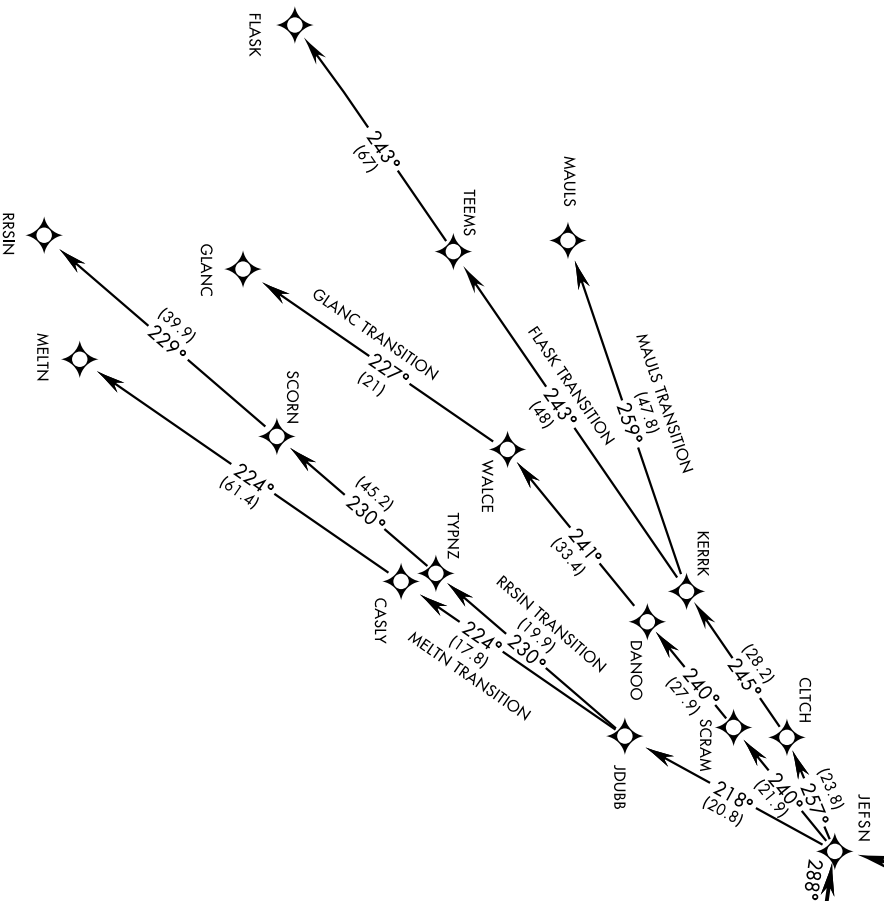 FLASK
243°
(67)
MAULS
TEEMS
RRSIN
GLANC
GLANC TRANSITION
227°
(21)
FLASK TRANSITION
243°
(48)
MAULS TRANSITION
(47.8)
259°
(39.9)
229°
MELTN
SCORN
WALCE
224°
(61.4)
(45.2)
230°
TYPNZ
241°
(33.4)
KERRK
CASLY
RRSIN TRANSITION
(19.9)
230°
224°
(17.8)
MELTN TRANSITION
DANOO
(28.2)
245°
240°
(27.9)
CLTCH
SCRAM
JDUBB
(23.8)
257°
240°
(21.9)
218°
(20.8)
JEFSN
288°